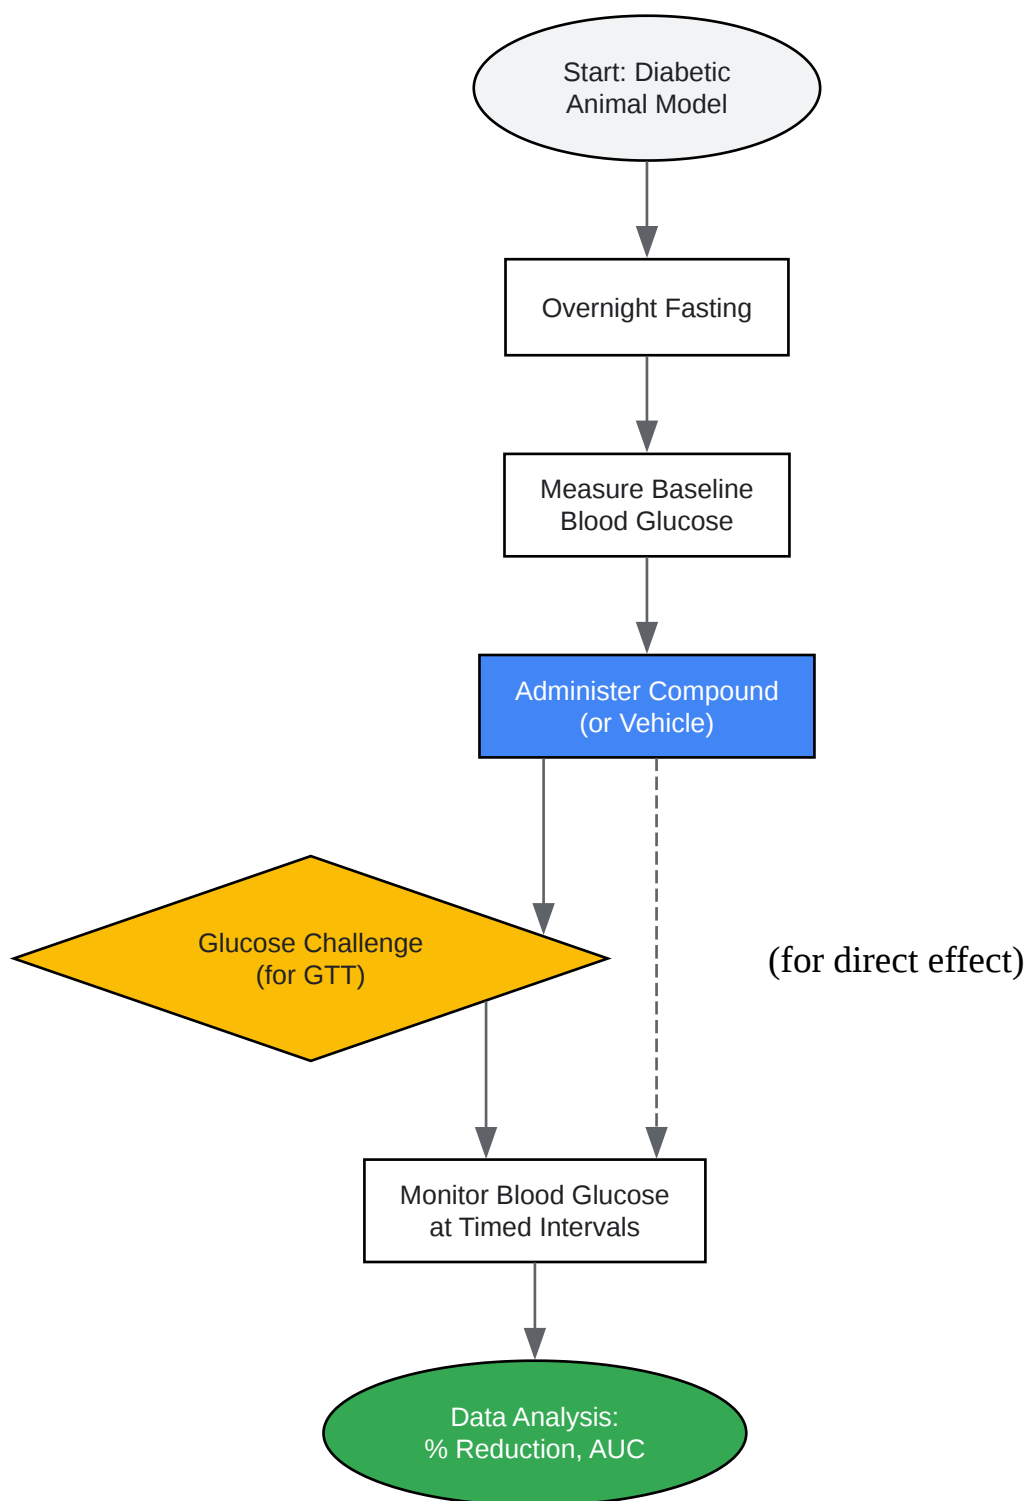 Start: Diabetic
Animal Model
Overnight Fasting
Measure Baseline
Blood Glucose
Administer Compound
(or Vehicle)
Glucose Challenge
(for GTT)
(for direct effect)
Monitor Blood Glucose
at Timed Intervals
Data Analysis:
% Reduction, AUC